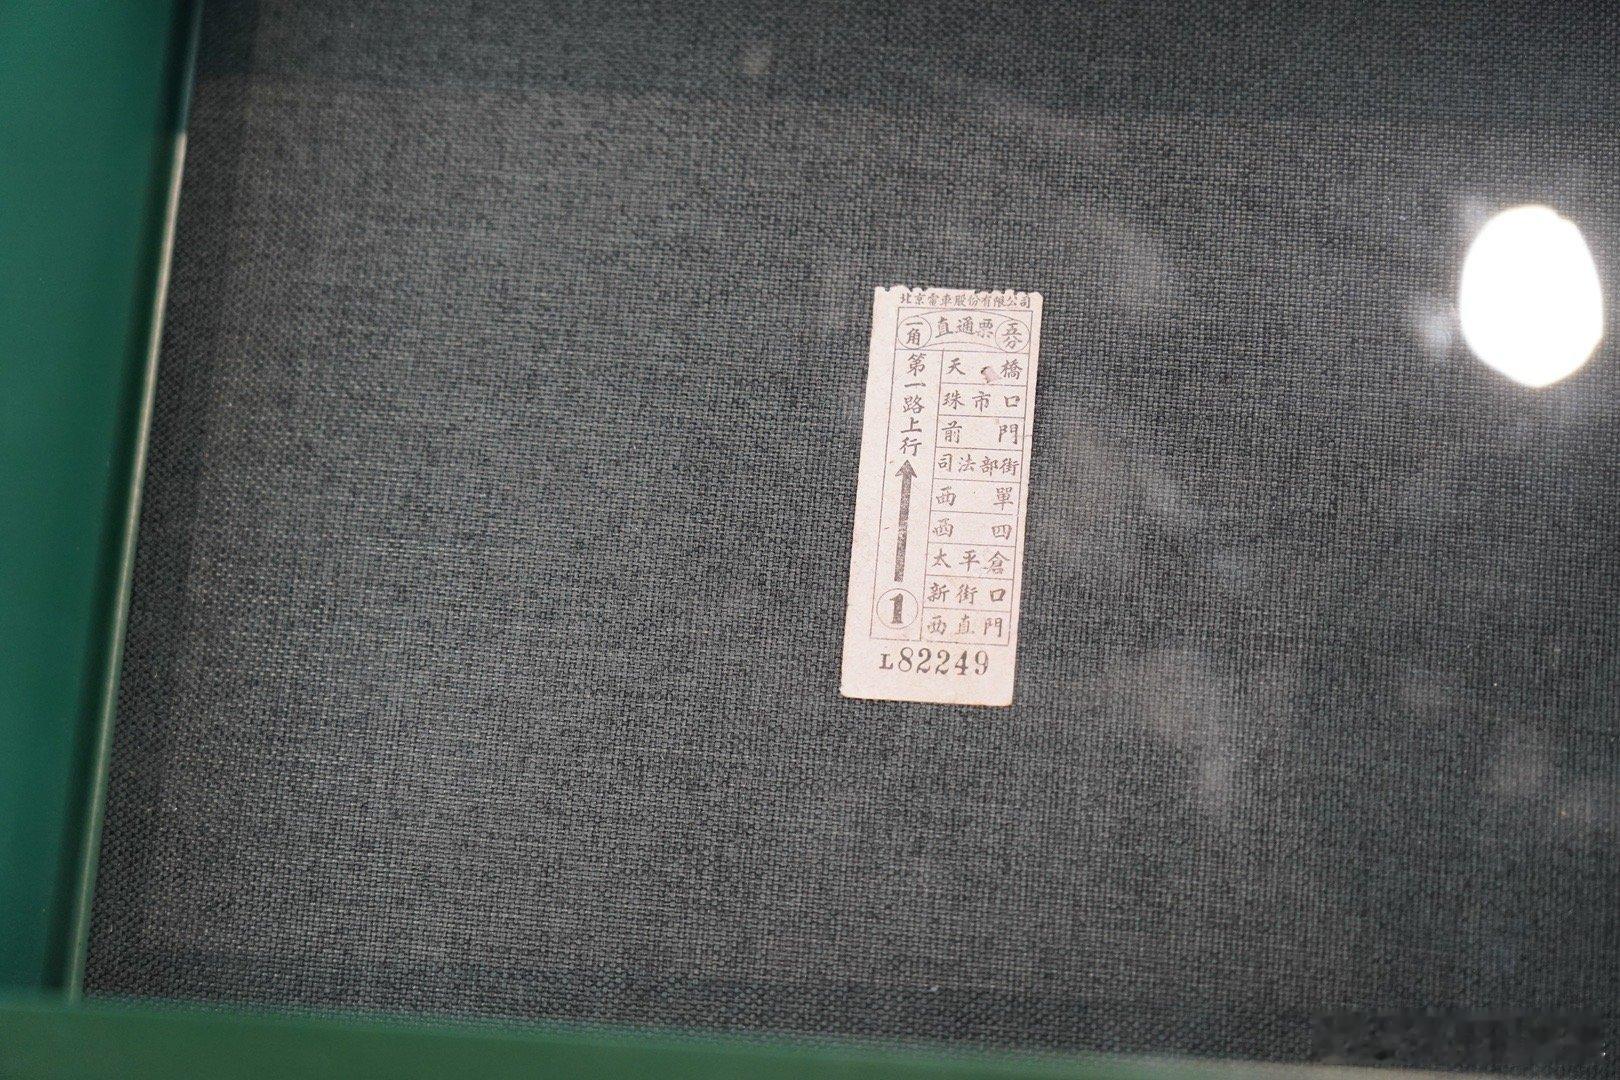 北京電車股份有限公司
一角 直通票 五分
第一路上行
天橋
珠市口
前門
司法部街
西單
西四
太平倉
新街口
西直門
1
L82249